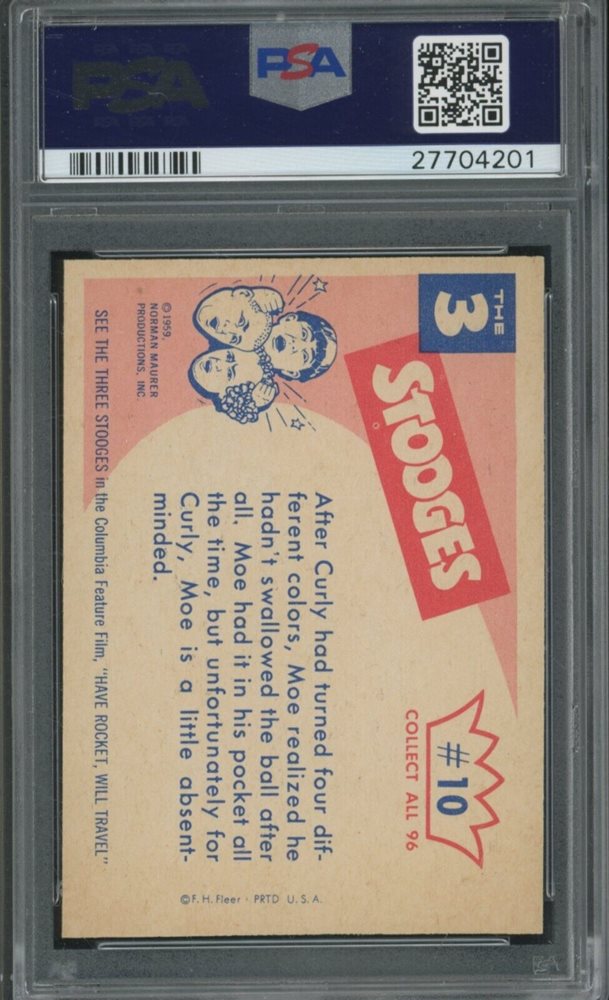 PSA
PSA
27704201
THE
3
STOOGES
#10
COLLECT ALL 96
After Curly had turned four dif-
ferent colors, Moe realized he
hadn't swallowed the ball after
all. Moe had it in his pocket all
the time, but unfortunately for
Curly, Moe is a little absent-
minded.
©1959,
NORMAN MAURER
PRODUCTIONS, INC.
SEE THE THREE STOOGES in the Columbia Feature Film, "HAVE ROCKET, WILL TRAVEL"
©F. H. Fleer · PRTD U. S. A.
PSA